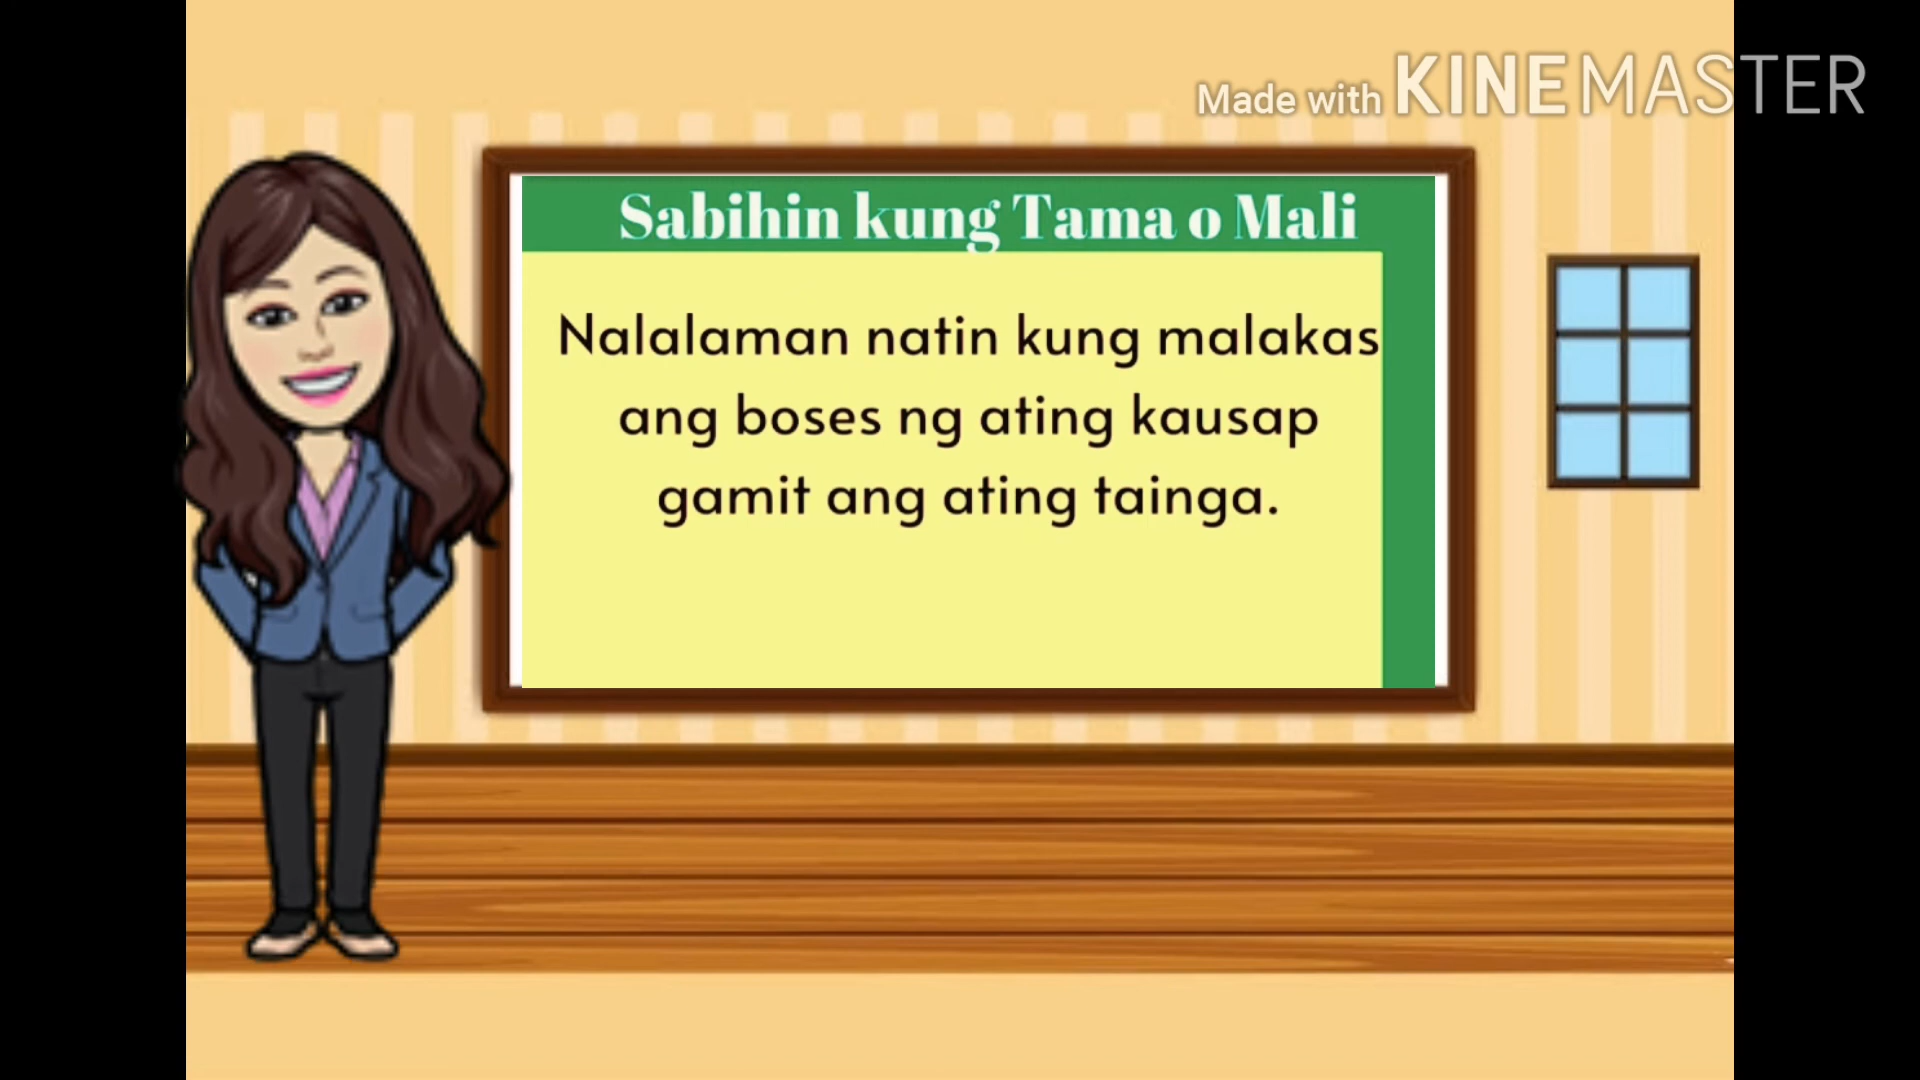 Made with KINEMASTER
Sabihin kung Tama o Mali
Nalalaman natin kung malakas
ang boses ng ating kausap
gamit ang ating tainga.